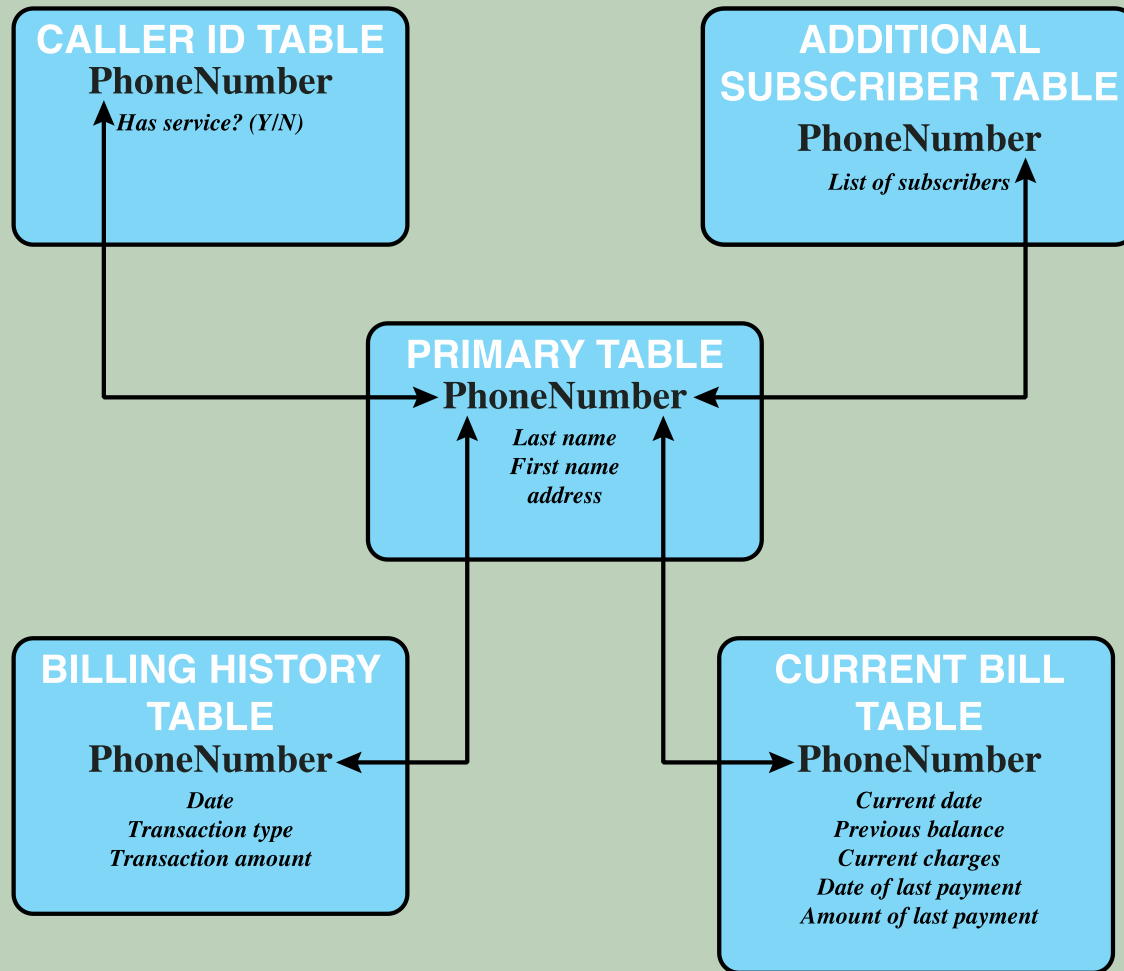 CALLER ID TABLE
PhoneNumber
Has service? (Y/N)
ADDITIONAL
SUBSCRIBER TABLE
PhoneNumber
List of subscribers
PRIMARY TABLE
PhoneNumber
Last name
First name
address
BILLING HISTORY
TABLE
PhoneNumber
Date
Transaction type
Transaction amount
CURRENT BILL
TABLE
PhoneNumber
Current date
Previous balance
Current charges
Date of last payment
Amount of last payment